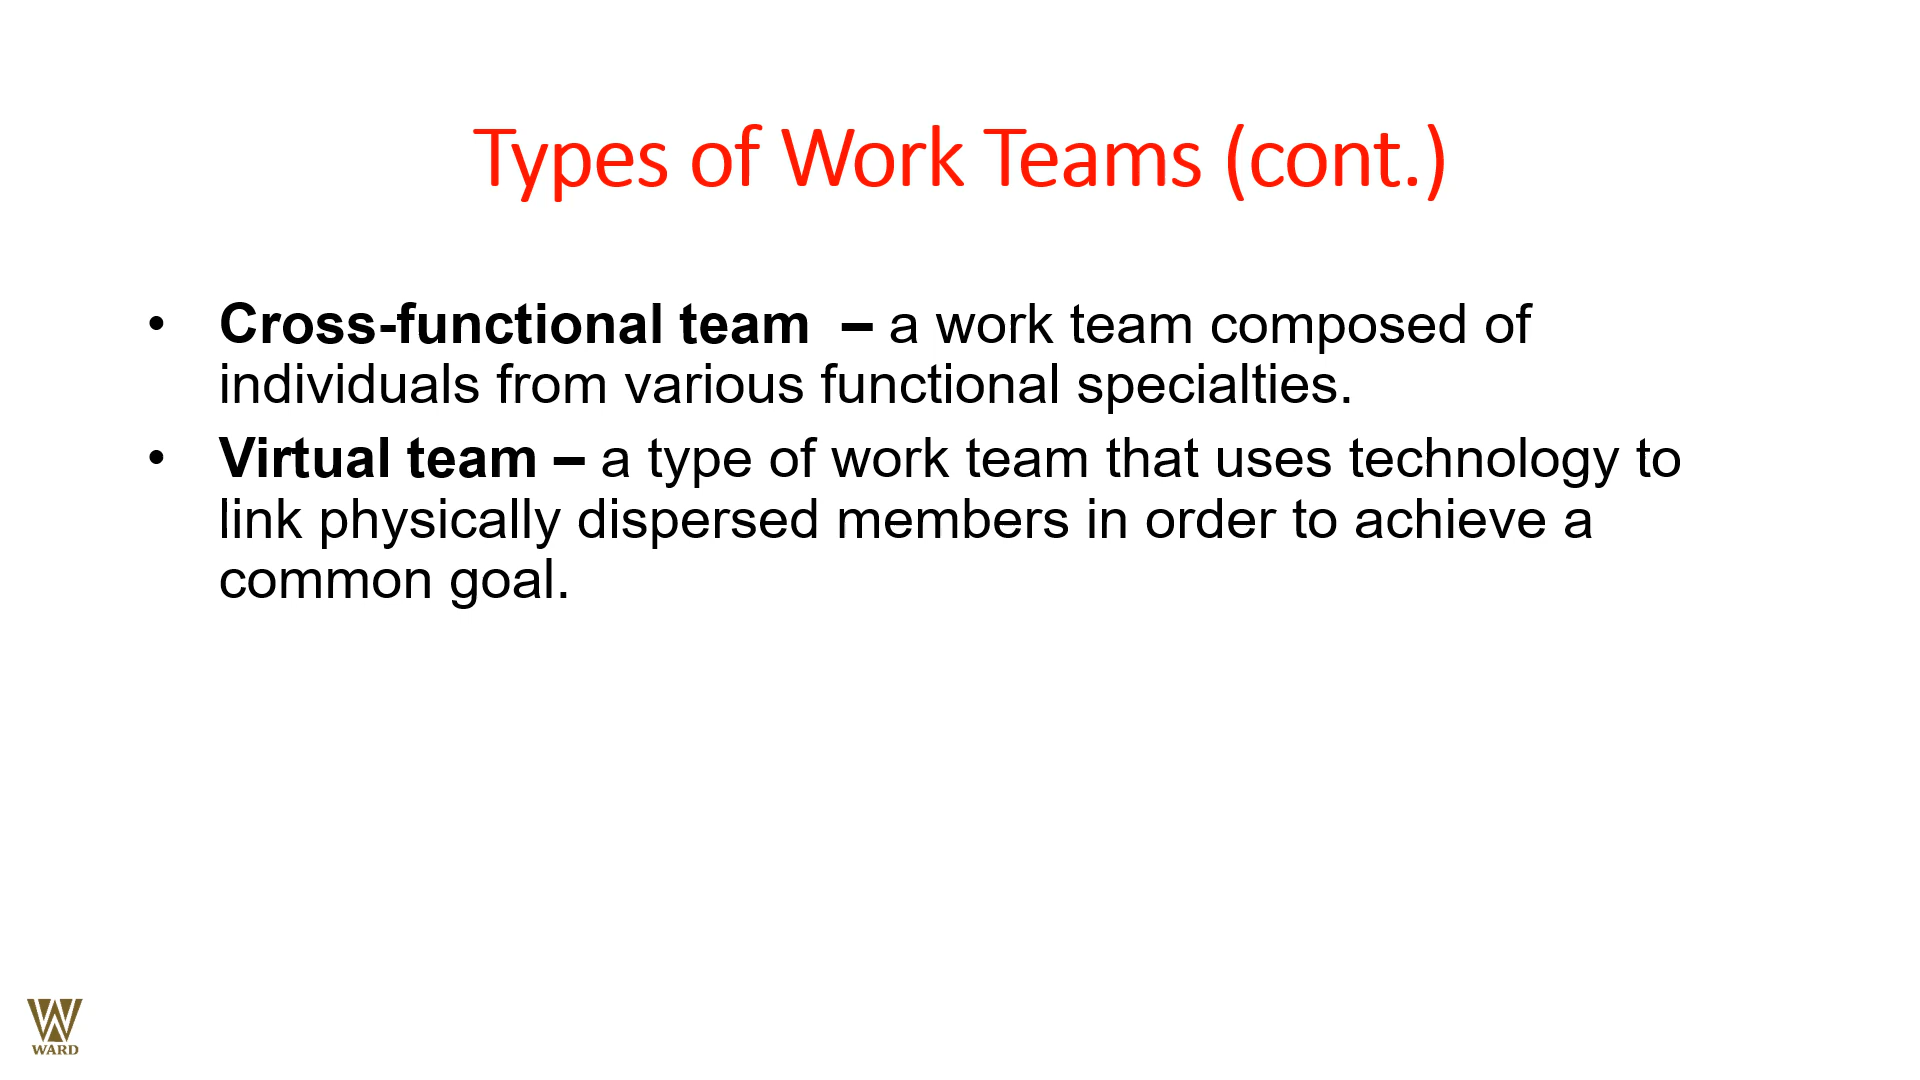 Types of Work Teams (cont.)
• Cross-functional team – a work team composed of
individuals from various functional specialties.
• Virtual team – a type of work team that uses technology to
link physically dispersed members in order to achieve a
common goal.
WARD